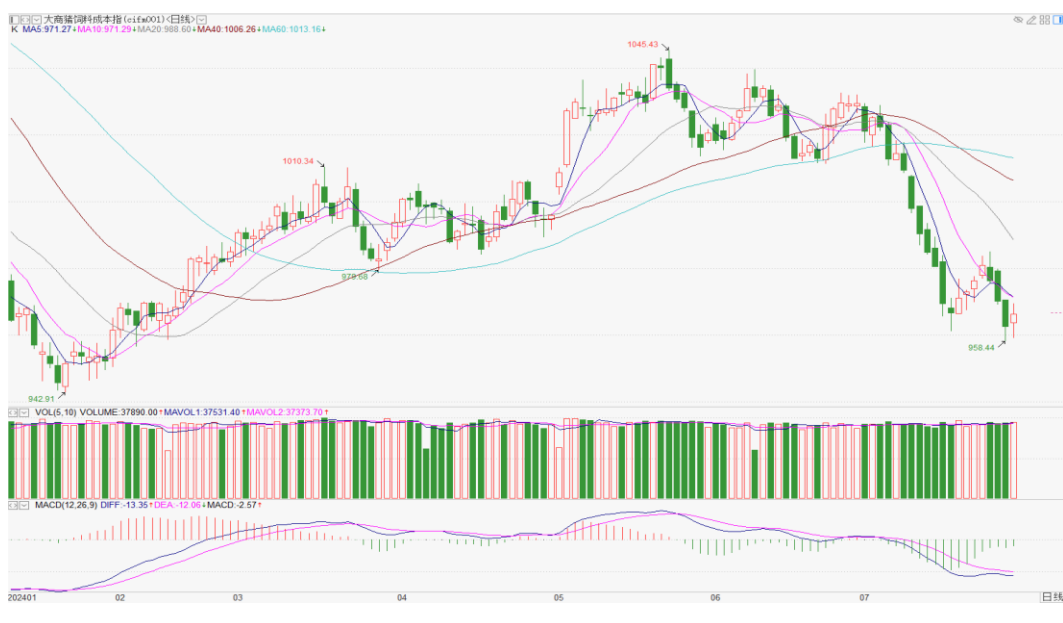 大商猪饲料成本指(cifm001)<日线>
K MA5:971.27↓MA10:971.29↓MA20:988.60↓MA40:1006.26↓MA60:1013.16↓
1045.43
1010.34
979.68
958.44
942.91
VOL(5,10) VOLUME:37890.00↑MAVOL1:37531.40↑MAVOL2:37373.70↑
MACD(12,26,9) DIFF:-13.35↑DEA:-12.06↓MACD:-2.57↑
202401 02 03 04 05 06 07 日线